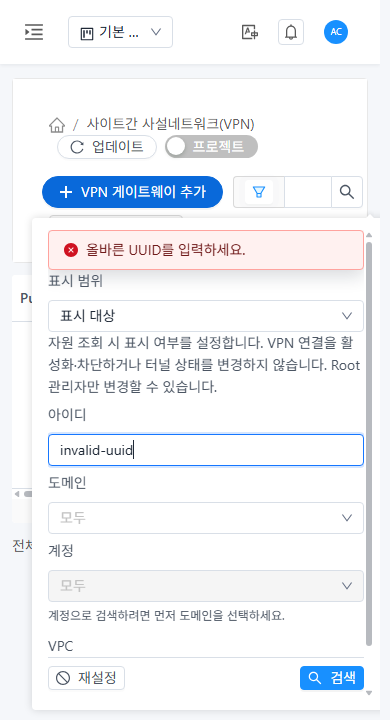 기본 ...
AC
/ 사이트간 사설네트워크(VPN)
업데이트 프로젝트
VPN 게이트웨이 추가
올바른 UUID를 입력하세요.
표시 범위
Pu
표시 대상
자원 조회 시 표시 여부를 설정합니다. VPN 연결을 활
성화·차단하거나 터널 상태를 변경하지 않습니다. Root
관리자만 변경할 수 있습니다.
아이디
invalid-uuid
도메인
모두
전체
계정
모두
계정으로 검색하려면 먼저 도메인을 선택하세요.
VPC
재설정 검색